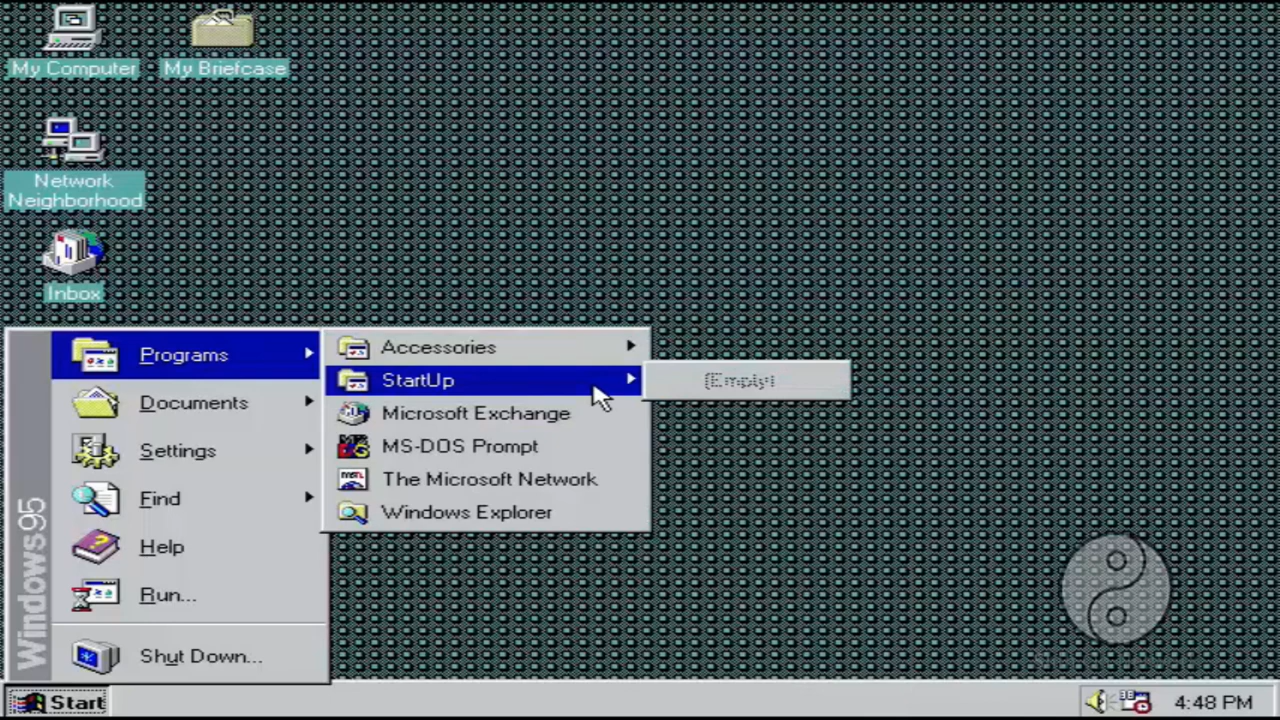 My Computer
My Briefcase
Network
Neighborhood
Inbox
Programs
Documents
Settings
Find
Help
Run...
Shut Down...
Windows95
Accessories
StartUp
Microsoft Exchange
MS-DOS Prompt
The Microsoft Network
Windows Explorer
(Empty)
Start
4:48 PM